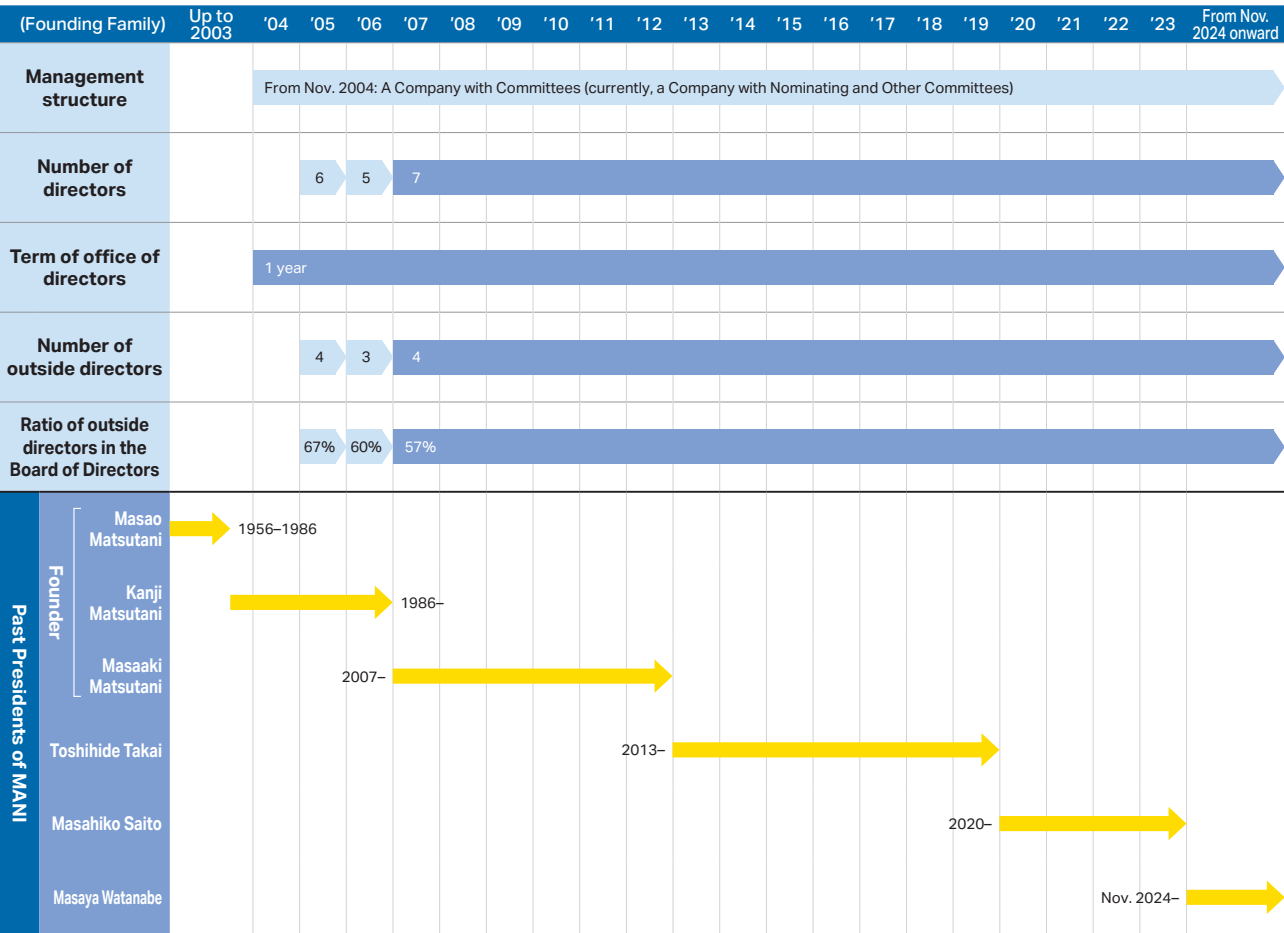 (Founding Family)
Up to
2003
’04
’05
’06
’07
’08
’09
’10
’11
’12
’13
’14
’15
’16
’17
’18
’19
’20
’21
’22
’23
From Nov.
2024 onward
Management
structure
From Nov. 2004: A Company with Committees (currently, a Company with Nominating and Other Committees)
Number of
directors
6
5
7
Term of office of
directors
1 year
Number of
outside directors
4
3
4
Ratio of outside
directors in the
Board of Directors
67%
60%
57%
Past Presidents of MANI
Founder
Masao
Matsutani
1956–1986
Kanji
Matsutani
1986–
Masaaki
Matsutani
2007–
Toshihide Takai
2013–
Masahiko Saito
2020–
Masaya Watanabe
Nov. 2024–